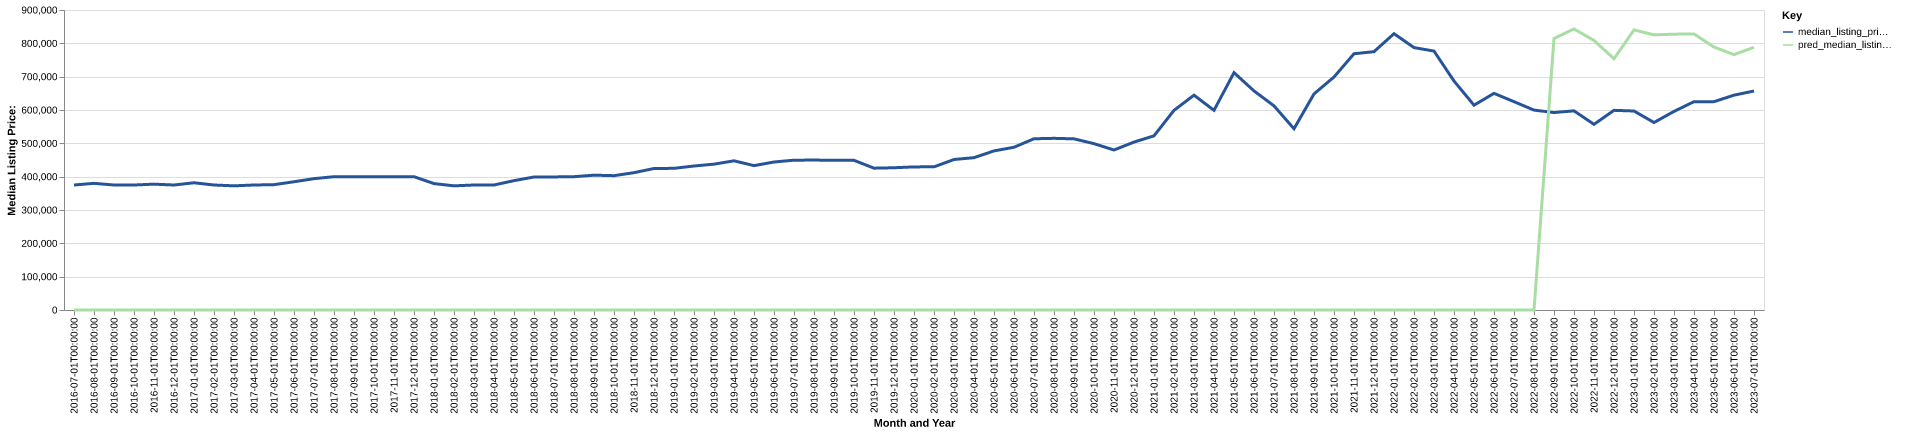 900,000
800,000
700,000
600,000
500,000
400,000
300,000
200,000
100,000
0
Median Listing Price:
2016-07-01T00:00:00
2016-08-01T00:00:00
2016-09-01T00:00:00
2016-10-01T00:00:00
2016-11-01T00:00:00
2016-12-01T00:00:00
2017-01-01T00:00:00
2017-02-01T00:00:00
2017-03-01T00:00:00
2017-04-01T00:00:00
2017-05-01T00:00:00
2017-06-01T00:00:00
2017-07-01T00:00:00
2017-08-01T00:00:00
2017-09-01T00:00:00
2017-10-01T00:00:00
2017-11-01T00:00:00
2017-12-01T00:00:00
2018-01-01T00:00:00
2018-02-01T00:00:00
2018-03-01T00:00:00
2018-04-01T00:00:00
2018-05-01T00:00:00
2018-06-01T00:00:00
2018-07-01T00:00:00
2018-08-01T00:00:00
2018-09-01T00:00:00
2018-10-01T00:00:00
2018-11-01T00:00:00
2018-12-01T00:00:00
2019-01-01T00:00:00
2019-02-01T00:00:00
2019-03-01T00:00:00
2019-04-01T00:00:00
2019-05-01T00:00:00
2019-06-01T00:00:00
2019-07-01T00:00:00
2019-08-01T00:00:00
2019-09-01T00:00:00
2019-10-01T00:00:00
2019-11-01T00:00:00
2019-12-01T00:00:00
2020-01-01T00:00:00
2020-02-01T00:00:00
2020-03-01T00:00:00
2020-04-01T00:00:00
2020-05-01T00:00:00
2020-06-01T00:00:00
2020-07-01T00:00:00
2020-08-01T00:00:00
2020-09-01T00:00:00
2020-10-01T00:00:00
2020-11-01T00:00:00
2020-12-01T00:00:00
2021-01-01T00:00:00
2021-02-01T00:00:00
2021-03-01T00:00:00
2021-04-01T00:00:00
2021-05-01T00:00:00
2021-06-01T00:00:00
2021-07-01T00:00:00
2021-08-01T00:00:00
2021-09-01T00:00:00
2021-10-01T00:00:00
2021-11-01T00:00:00
2021-12-01T00:00:00
2022-01-01T00:00:00
2022-02-01T00:00:00
2022-03-01T00:00:00
2022-04-01T00:00:00
2022-05-01T00:00:00
2022-06-01T00:00:00
2022-07-01T00:00:00
2022-08-01T00:00:00
2022-09-01T00:00:00
2022-10-01T00:00:00
2022-11-01T00:00:00
2022-12-01T00:00:00
2023-01-01T00:00:00
2023-02-01T00:00:00
2023-03-01T00:00:00
2023-04-01T00:00:00
2023-05-01T00:00:00
2023-06-01T00:00:00
2023-07-01T00:00:00
Month and Year
Key
median_listing_pri...
pred_median_listin...